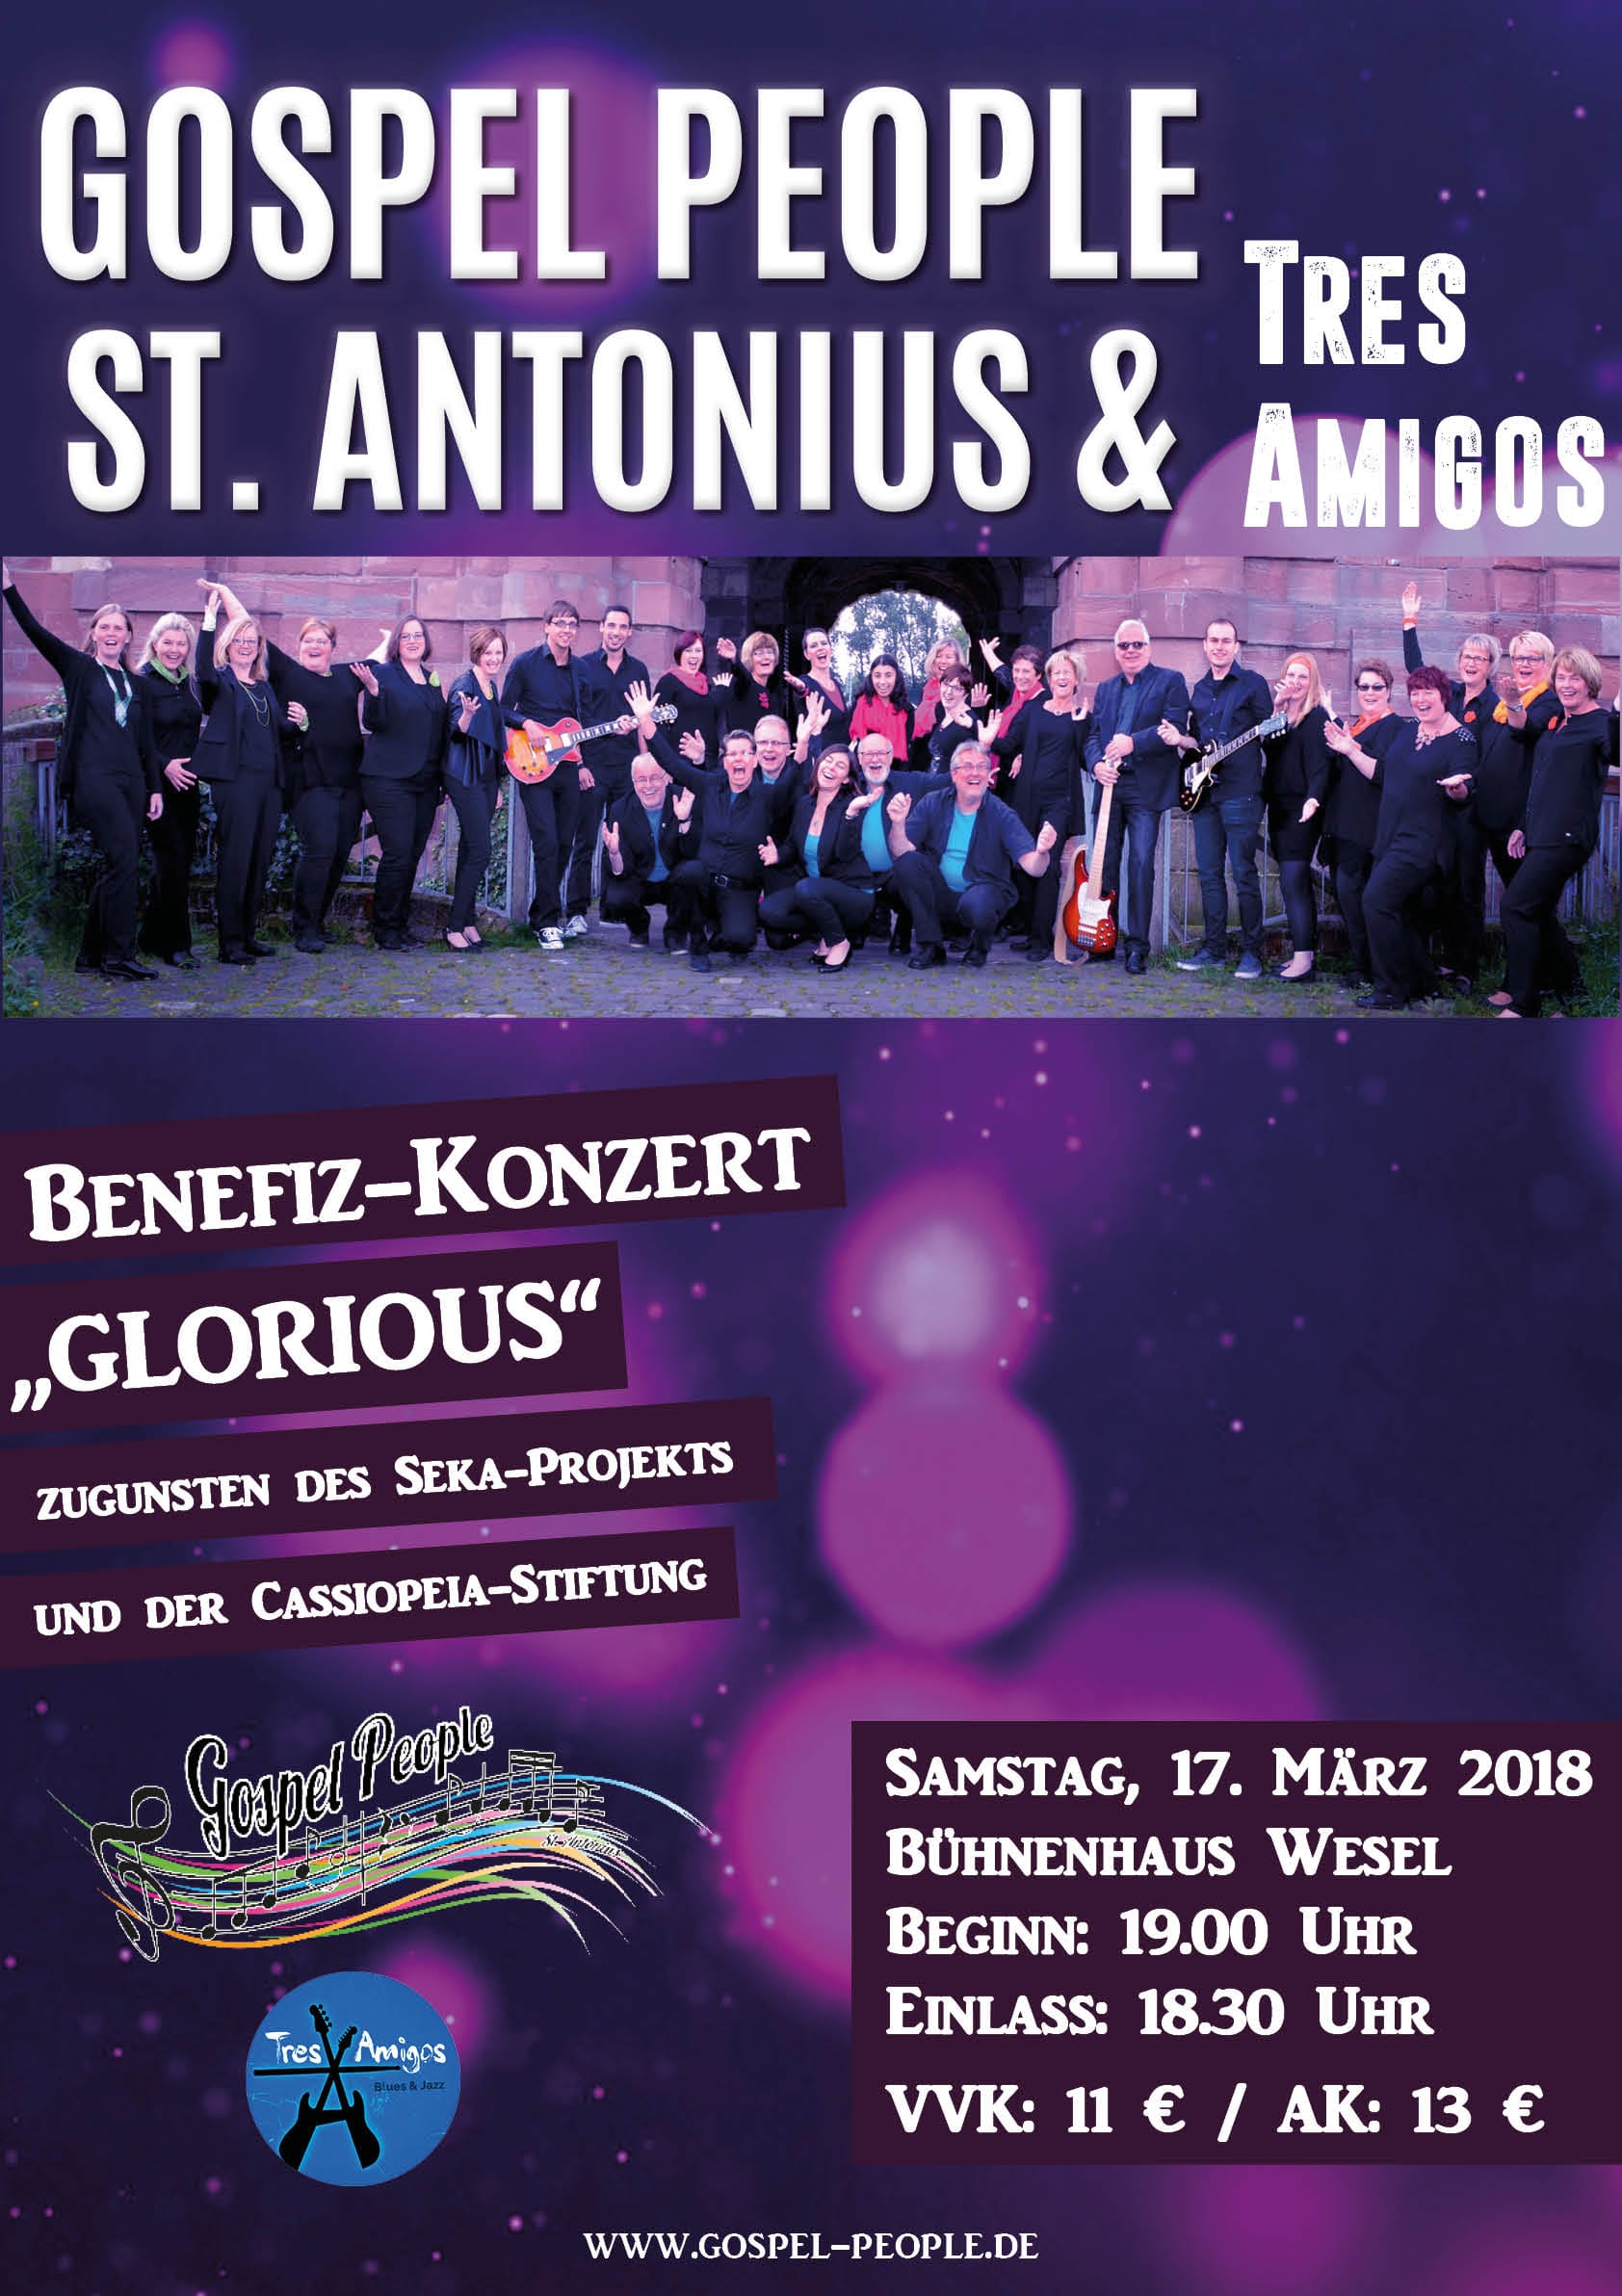 GOSPEL PEOPLE
ST. ANTONIUS &
TRES
AMIGOS
BENEFIZ-KONZERT
„GLORIOUS“
ZUGUNSTEN DES SEKA-PROJEKTS
UND DER CASSIOPEIA-STIFTUNG
Gospel People
St. Antonius
Tres Amigos
Blues & Jazz
SAMSTAG, 17. MÄRZ 2018
BÜHNENHAUS WESEL
BEGINN: 19.00 UHR
EINLASS: 18.30 UHR
VVK: 11 € / AK: 13 €
WWW.GOSPEL-PEOPLE.DE